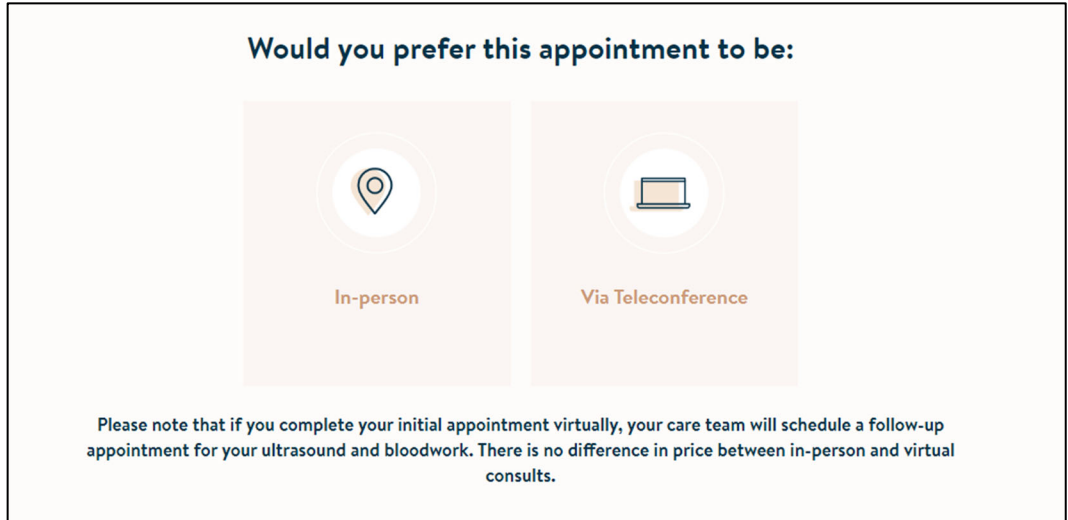 Would you prefer this appointment to be:
In-person
Via Teleconference
Please note that if you complete your initial appointment virtually, your care team will schedule a follow-up
appointment for your ultrasound and bloodwork. There is no difference in price between in-person and virtual
consults.